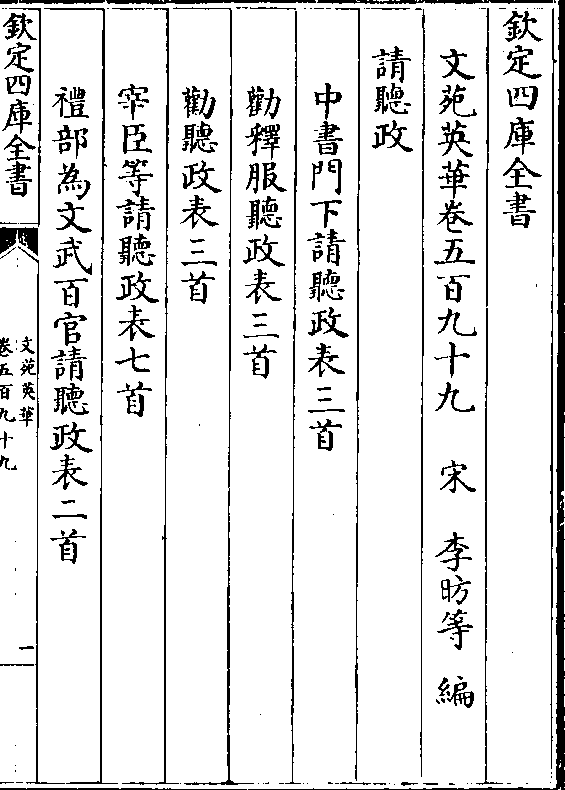 欽定四庫全書
文苑英華卷五百九十九 宋 李昉等 編
請聽政
中書門下請聽政表三首
勸釋服聽政表三首
勸聽政表三首
宰臣等請聽政表七首
禮部為文武百官請聽政表二首
欽定四庫全書
文苑英華
卷五百九十九
一